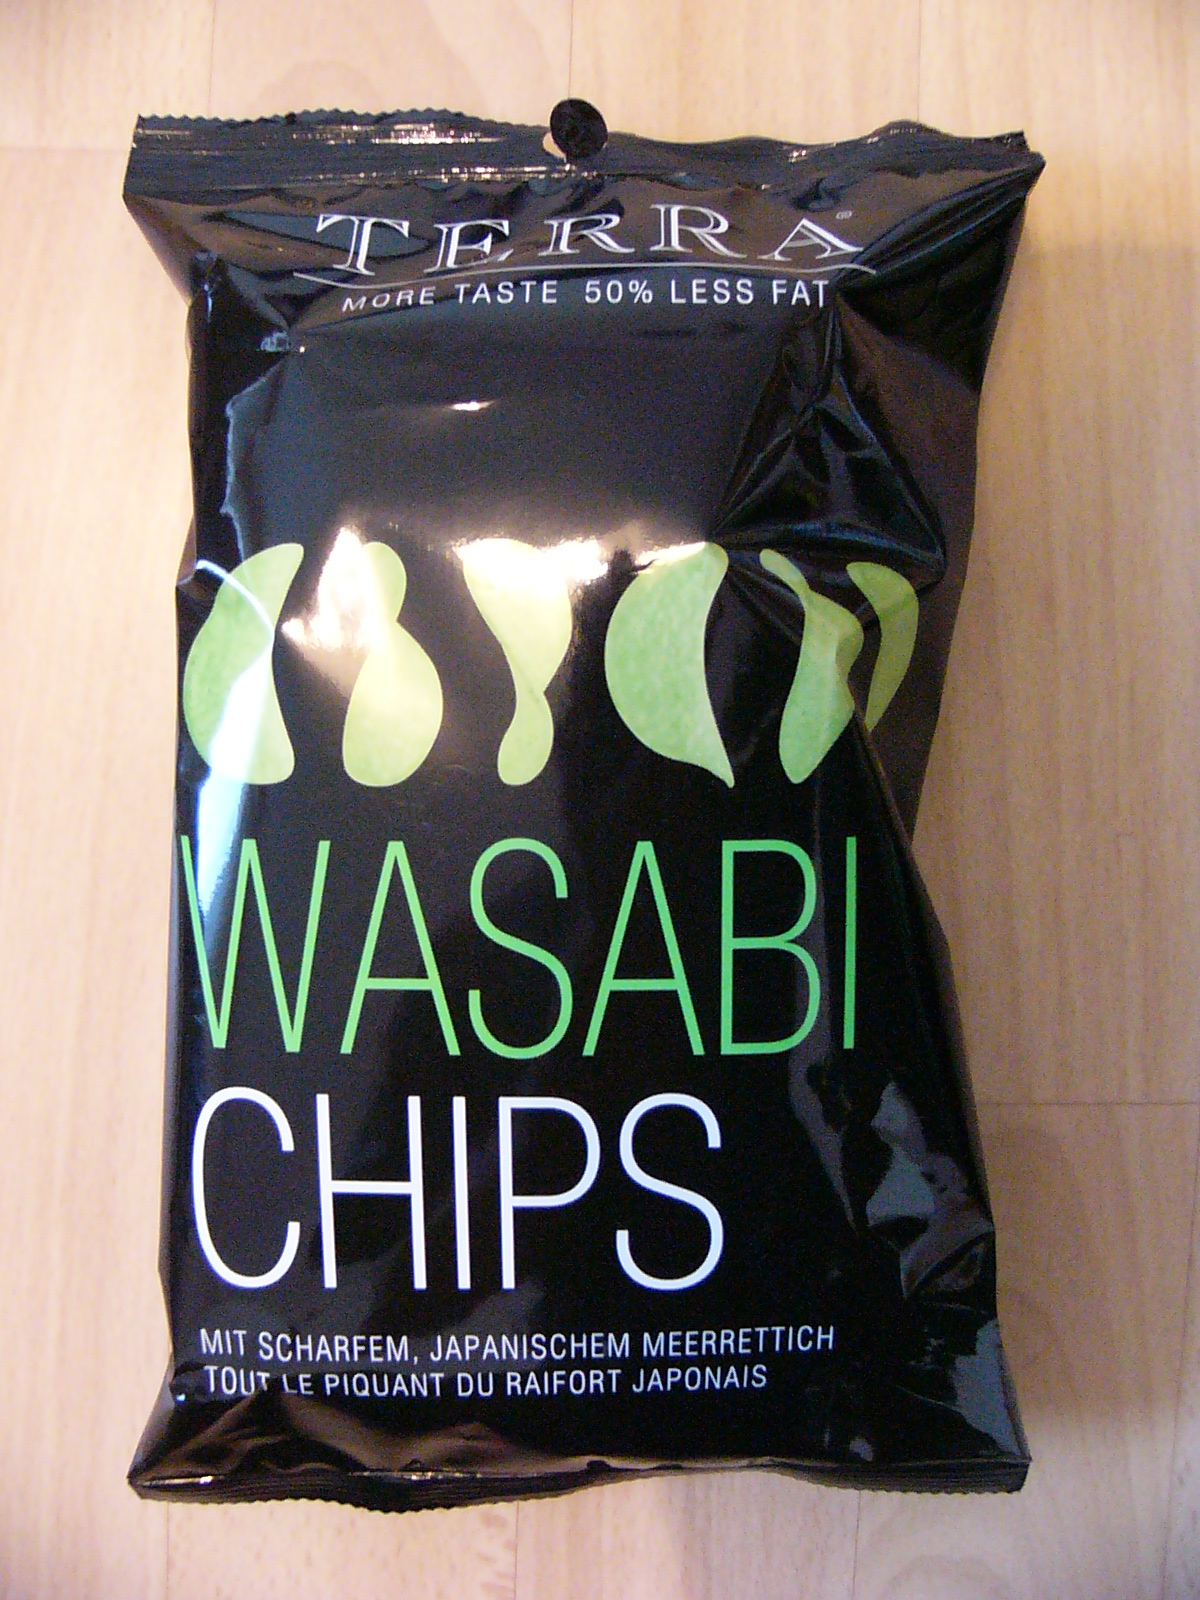 TERRA®
MORE TASTE 50% LESS FAT
WASABI
CHIPS
MIT SCHARFEM, JAPANISCHEM MEERRETTICH
TOUT LE PIQUANT DU RAIFORT JAPONAIS